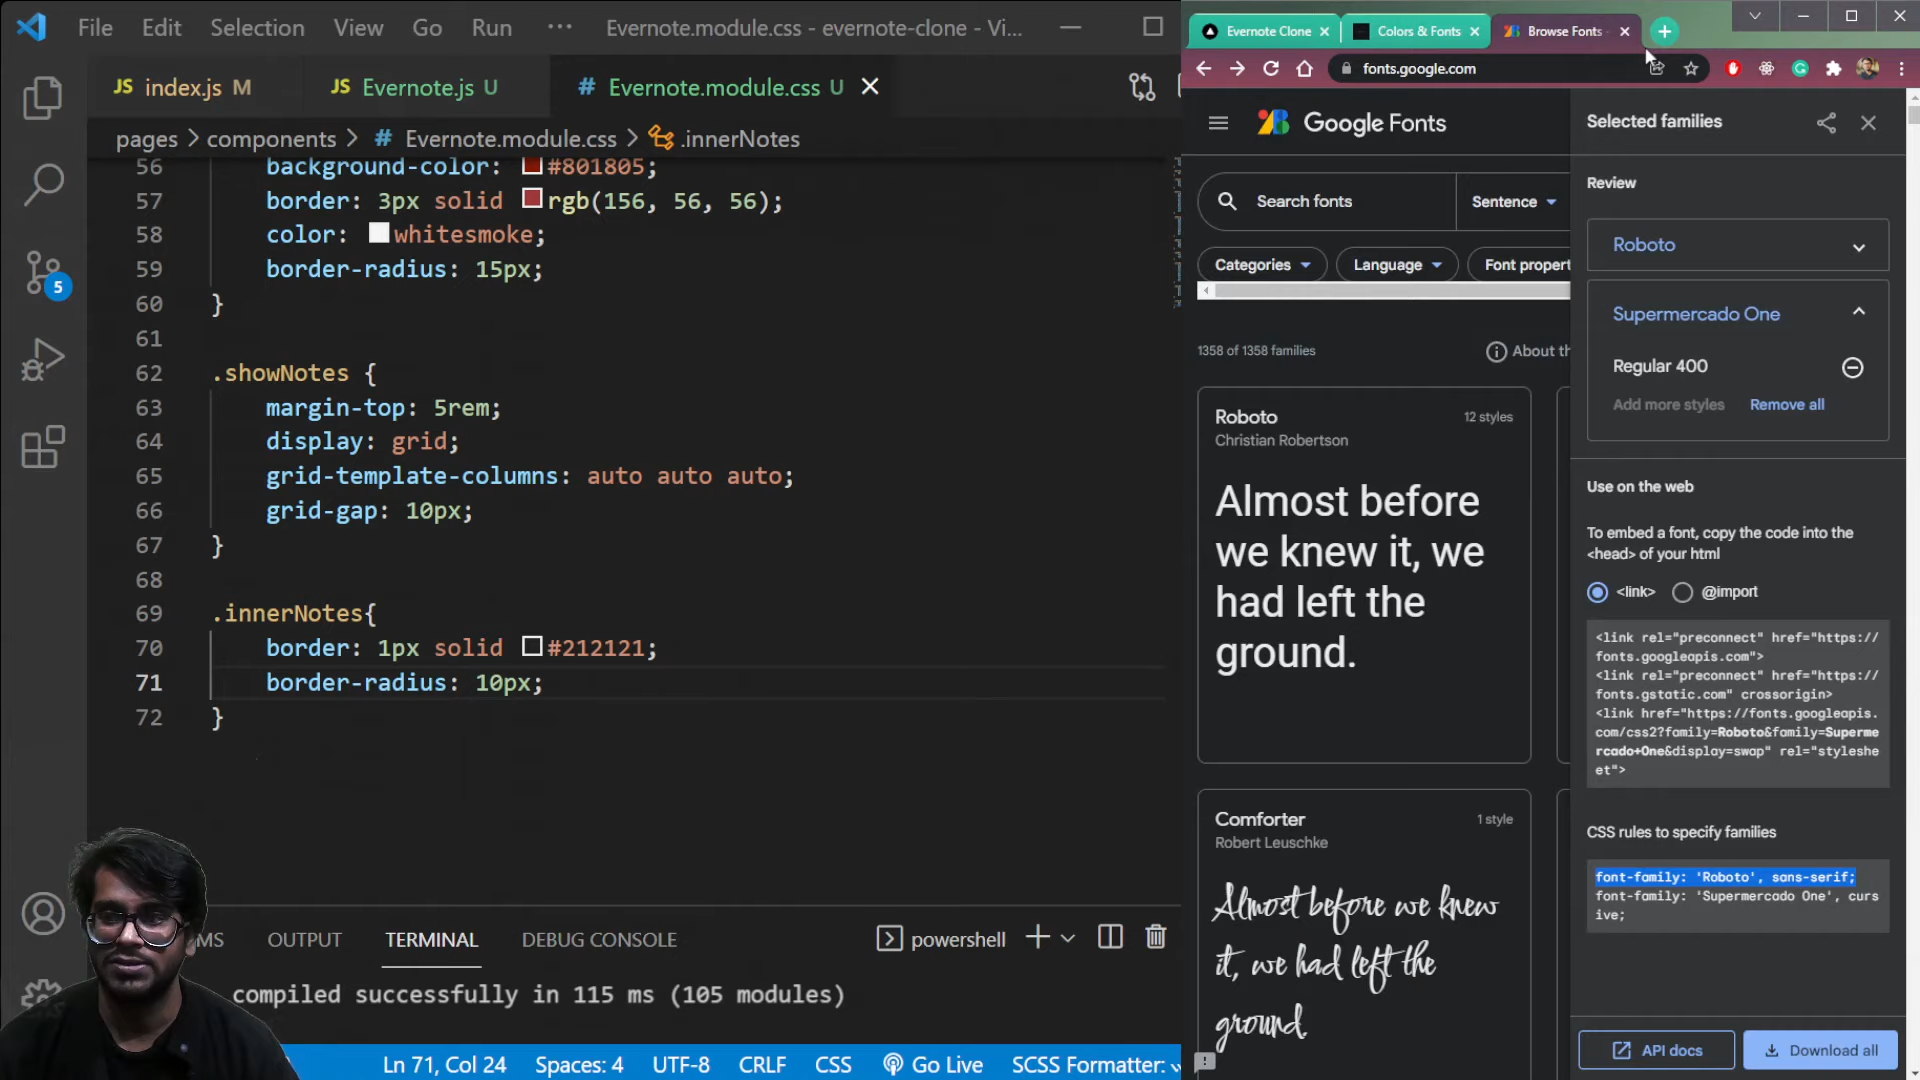 File Edit Selection View Go Run ··· Evernote.module.css - evernote-clone - Vi...
JS index.js M JS Evernote.js U # Evernote.module.css U
pages > components > # Evernote.module.css > .innerNotes
56 background-color: #801805;
57 border: 3px solid rgb(156, 56, 56);
58 color: whitesmoke;
59 border-radius: 15px;
60 }
61
62 .showNotes {
63 margin-top: 5rem;
64 display: grid;
65 grid-template-columns: auto auto auto;
66 grid-gap: 10px;
67 }
68
69 .innerNotes{
70 border: 1px solid #212121;
71 border-radius: 10px;
72 }
5
MS OUTPUT TERMINAL DEBUG CONSOLE powershell
compiled successfully in 115 ms (105 modules)
Ln 71, Col 24 Spaces: 4 UTF-8 CRLF CSS Go Live SCSS Formatter:
Evernote Clone Colors & Fonts Browse Fonts
fonts.google.com
Google Fonts
Search fonts Sentence
Categories Language Font propert
1358 of 1358 families About th
Roboto 12 styles
Christian Robertson
Almost before
we knew it, we
had left the
ground.
Comforter 1 style
Robert Leuschke
Almost before we knew
it, we had left the
ground.
Selected families
Review
Roboto
Supermercado One
Regular 400
Add more styles Remove all
Use on the web
To embed a font, copy the code into the
<head> of your html
<link> @import
<link rel="preconnect" href="https://
fonts.googleapis.com">
<link rel="preconnect" href="https://
fonts.gstatic.com" crossorigin>
<link href="https://fonts.googleapis.
com/css2?family=Roboto&family=Superme
rcado+One&display=swap" rel="styleshe
et">
CSS rules to specify families
font-family: 'Roboto', sans-serif;
font-family: 'Supermercado One', curs
ive;
API docs Download all